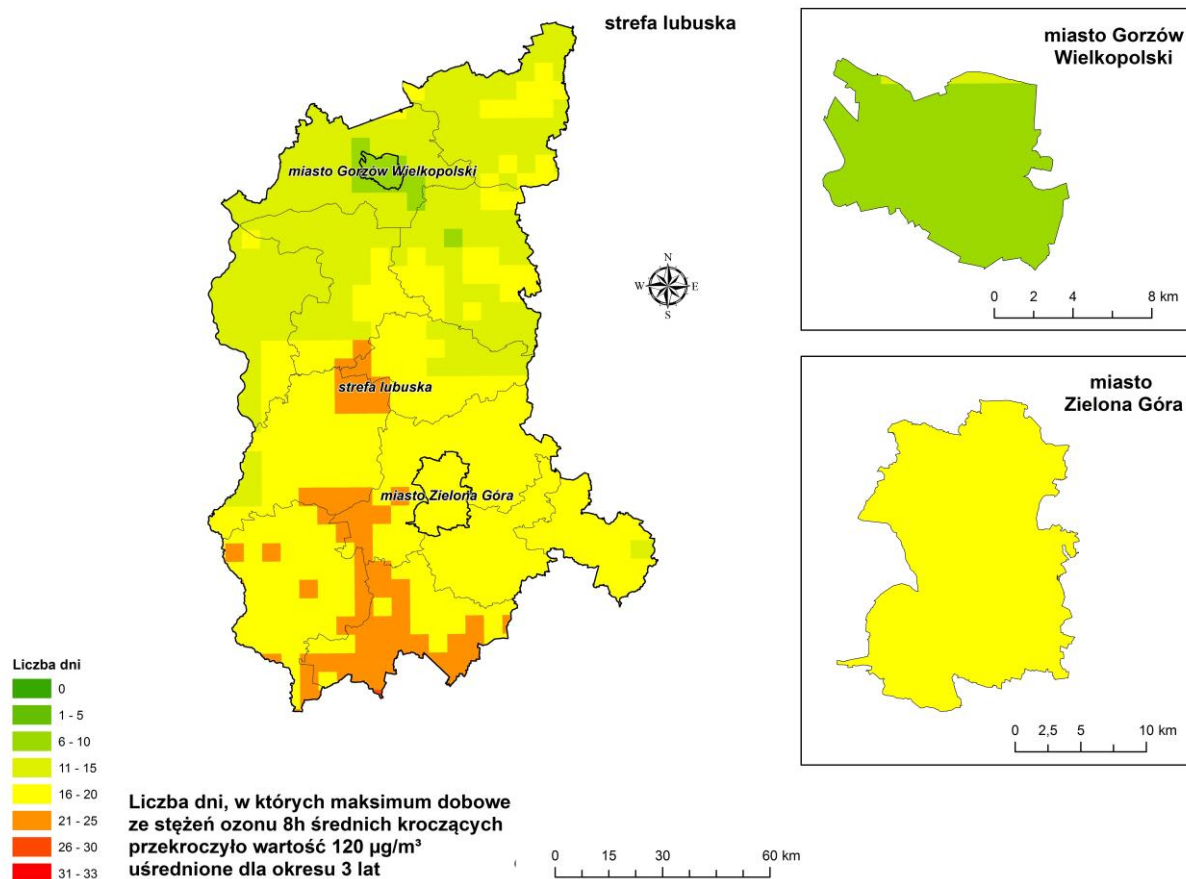 strefa lubuska
miasto Gorzów Wielkopolski
strefa lubuska
miasto Zielona Góra
N
W E
S
miasto Gorzów
Wielkopolski
0 2 4 8 km
miasto
Zielona Góra
0 2,5 5 10 km
Liczba dni
0
1 - 5
6 - 10
11 - 15
16 - 20
21 - 25
26 - 30
31 - 33
Liczba dni, w których maksimum dobowe
ze stężeń ozonu 8h średnich kroczących
przekroczyło wartość 120 µg/m³
uśrednione dla okresu 3 lat
0 15 30 60 km